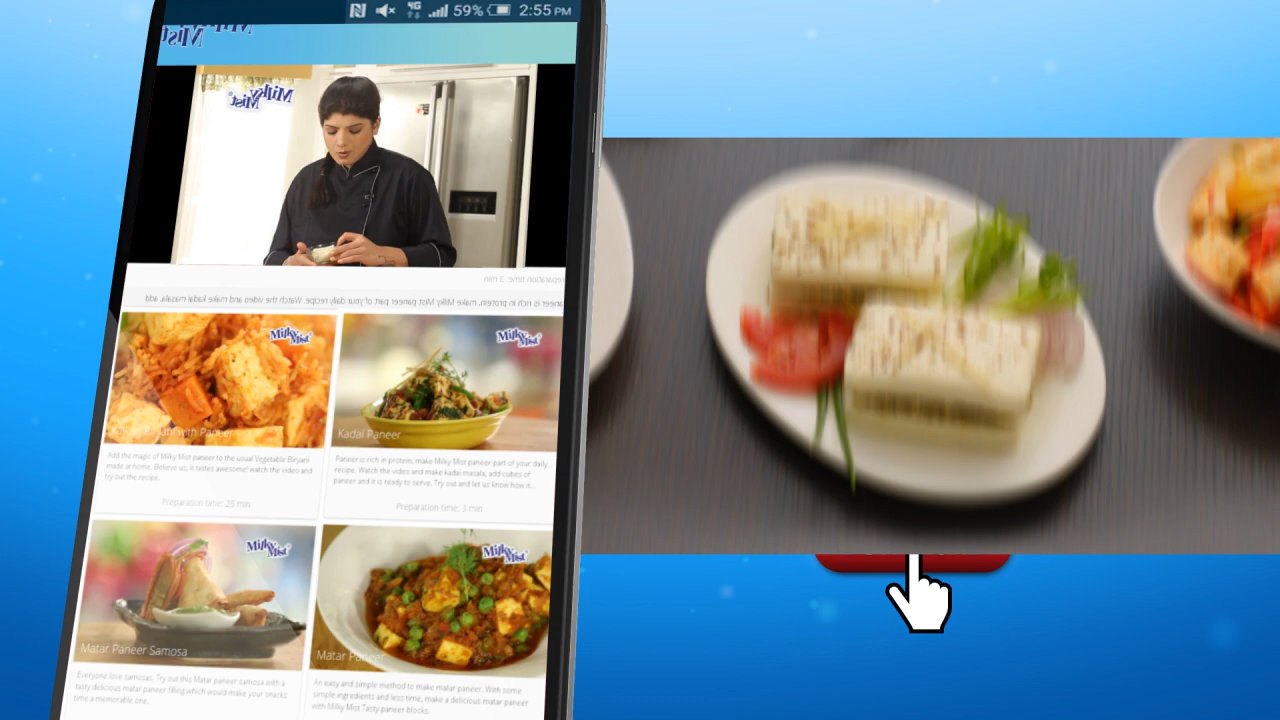 59% 2:55 PM
4G
Milky Mist
Milky Mist
Preparation time: 3 min
Paneer is rich in protein, make Milky Mist paneer part of your daily recipe. Watch the video and make kadai masala, add
Milky Mist
Milky Mist
with Paneer
Kadai Paneer
Add the magic of Milky Mist paneer to the usual Vegetable Biryani
made at home. Believe us, it tastes awesome! watch the video and
try out the recipe.
Paneer is rich in protein, make Milky Mist paneer part of your daily
recipe. Watch the video and make kadai masala, add cubes of
paneer and it is ready to serve. Try out and let us know how it...
Preparation time: 25 min
Preparation time: 3 min
Milky Mist
Milky Mist
Matar Paneer Samosa
Matar Paneer
Everyone love samosas. Try out this Matar paneer samosa with a
tasty delicious matar paneer filling which would make your snacks
time a memorable one.
An easy and simple method to make matar paneer. With some
simple ingredients and less time, make a delicious matar paneer
with Milky Mist Tasty paneer blocks.